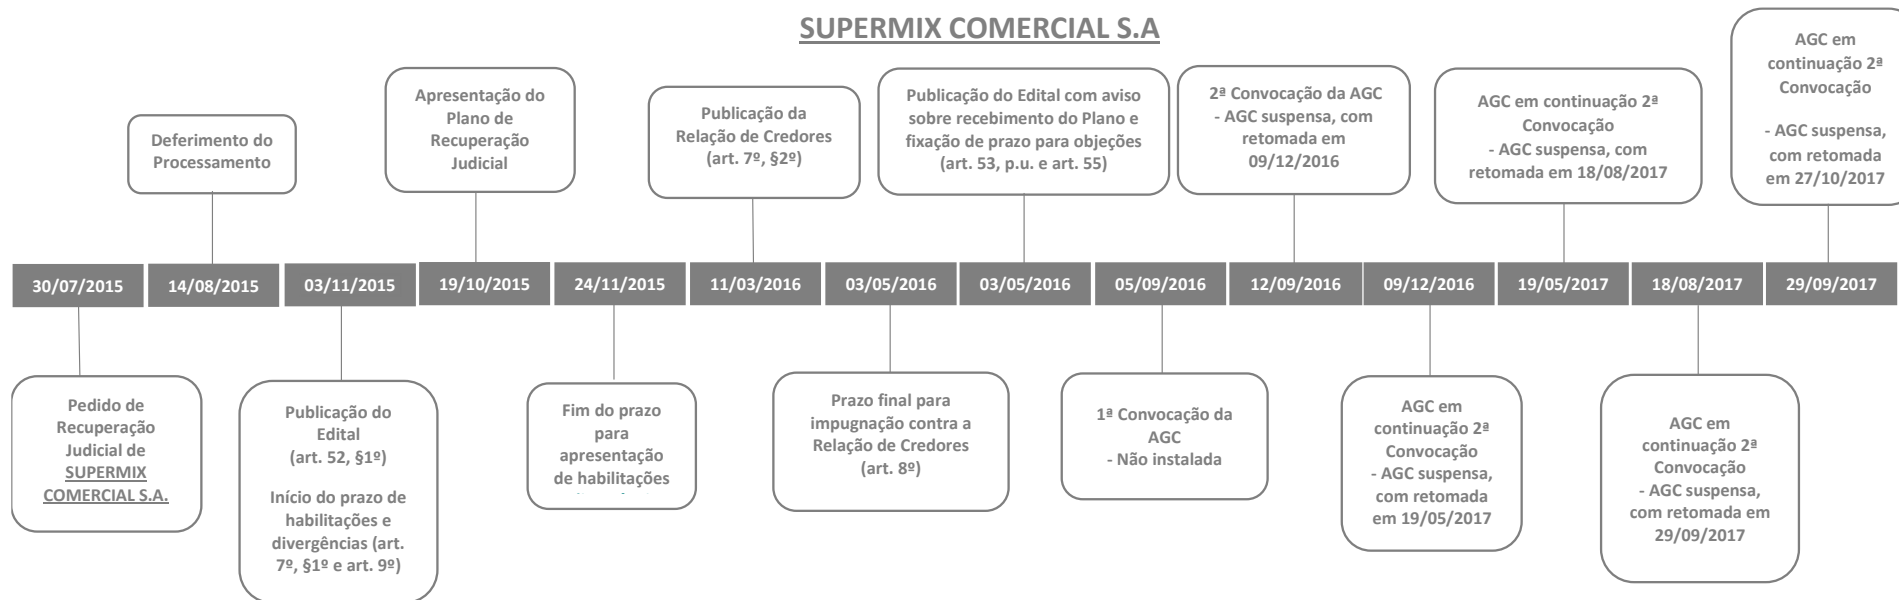 SUPERMIX COMERCIAL S.A
Deferimento do
Processamento
Apresentação do
Plano de
Recuperação
Judicial
Publicação da
Relação de Credores
(art. 7º, §2º)
Publicação do Edital com aviso
sobre recebimento do Plano e
fixação de prazo para objeções
(art. 53, p.u. e art. 55)
2ª Convocação da AGC
- AGC suspensa, com
retomada em
09/12/2016
AGC em continuação 2ª
Convocação
- AGC suspensa, com
retomada em 18/08/2017
AGC em
continuação 2ª
Convocação
- AGC suspensa,
com retomada
em 27/10/2017
30/07/2015
14/08/2015
03/11/2015
19/10/2015
24/11/2015
11/03/2016
03/05/2016
03/05/2016
05/09/2016
12/09/2016
09/12/2016
19/05/2017
18/08/2017
29/09/2017
Pedido de
Recuperação
Judicial de
SUPERMIX
COMERCIAL S.A.
Publicação do
Edital
(art. 52, §1º)
Início do prazo de
habilitações e
divergências (art.
7º, §1º e art. 9º)
Fim do prazo
para
apresentação
de habilitações
Prazo final para
impugnação contra a
Relação de Credores
(art. 8º)
1ª Convocação da
AGC
- Não instalada
AGC em
continuação 2ª
Convocação
- AGC suspensa,
com retomada
em 19/05/2017
AGC em
continuação 2ª
Convocação
- AGC suspensa,
com retomada em
29/09/2017